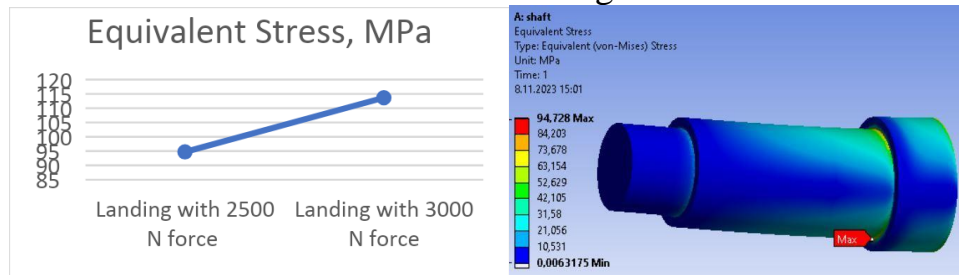 Equivalent Stress, MPa
120
115
110
105
100
95
90
85
Landing with 2500
N force
Landing with 3000
N force
A: shaft
Equivalent Stress
Type: Equivalent (von-Mises) Stress
Unit: MPa
Time: 1
8.11.2023 15:01
94,728 Max
84,203
73,678
63,154
52,629
42,105
31,58
21,056
10,531
0,0063175 Min
Max